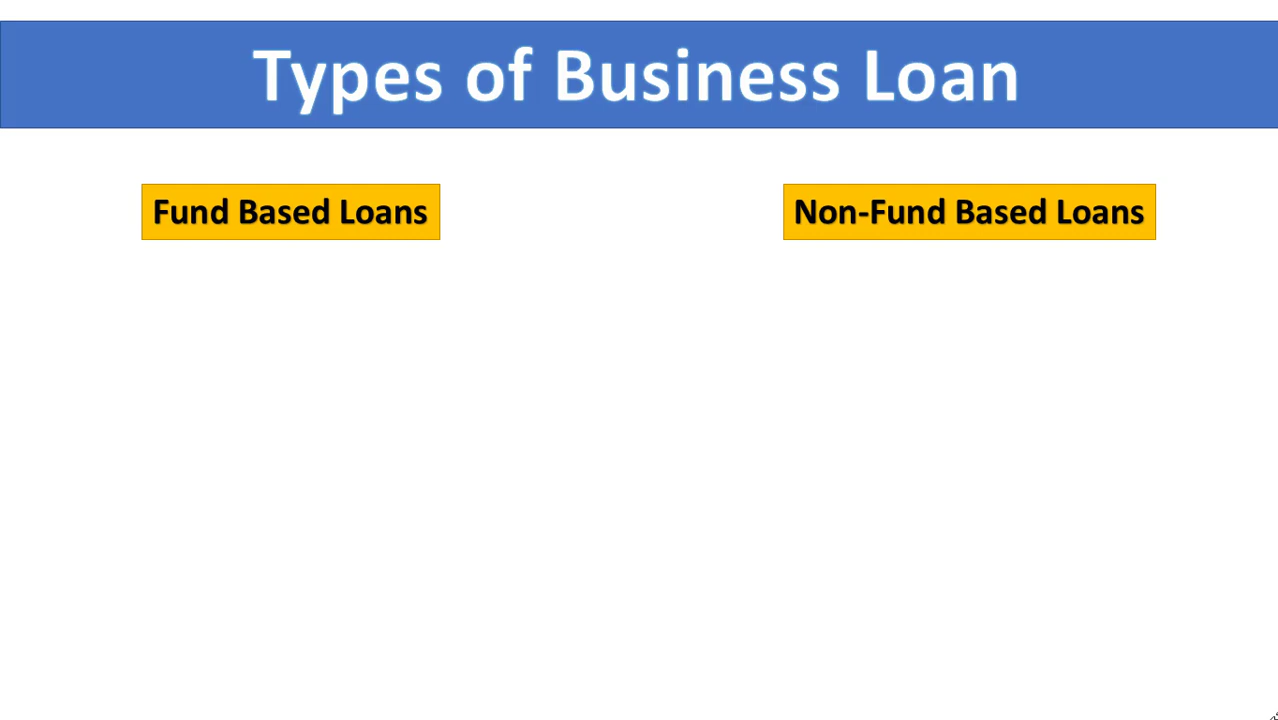 Types of Business Loan
Fund Based Loans
Non-Fund Based Loans